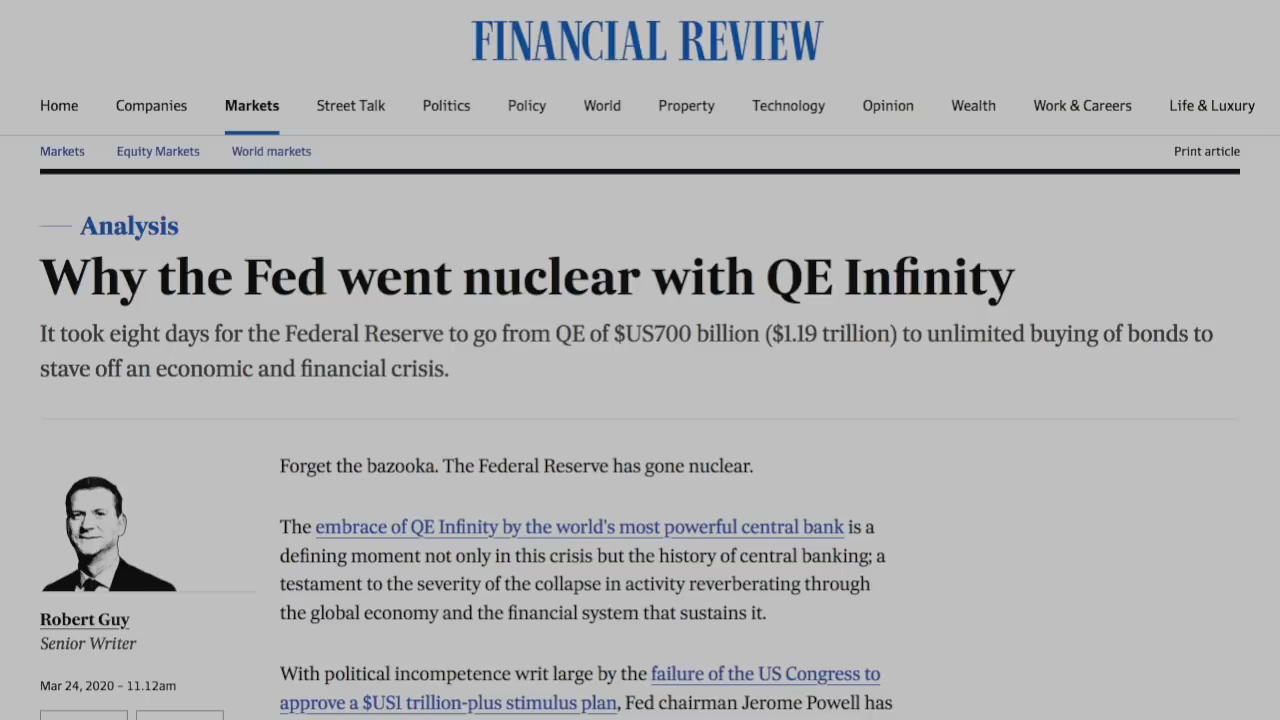 FINANCIAL REVIEW
Home Companies Markets Street Talk Politics Policy World Property Technology Opinion Wealth Work & Careers Life & Luxury
Markets Equity Markets World markets Print article
Analysis
Why the Fed went nuclear with QE Infinity
It took eight days for the Federal Reserve to go from QE of $US700 billion ($1.19 trillion) to unlimited buying of bonds to
stave off an economic and financial crisis.
Robert Guy
Senior Writer
Mar 24, 2020 – 11.12am
Forget the bazooka. The Federal Reserve has gone nuclear.
The embrace of QE Infinity by the world's most powerful central bank is a
defining moment not only in this crisis but the history of central banking; a
testament to the severity of the collapse in activity reverberating through
the global economy and the financial system that sustains it.
With political incompetence writ large by the failure of the US Congress to
approve a $US1 trillion-plus stimulus plan, Fed chairman Jerome Powell has